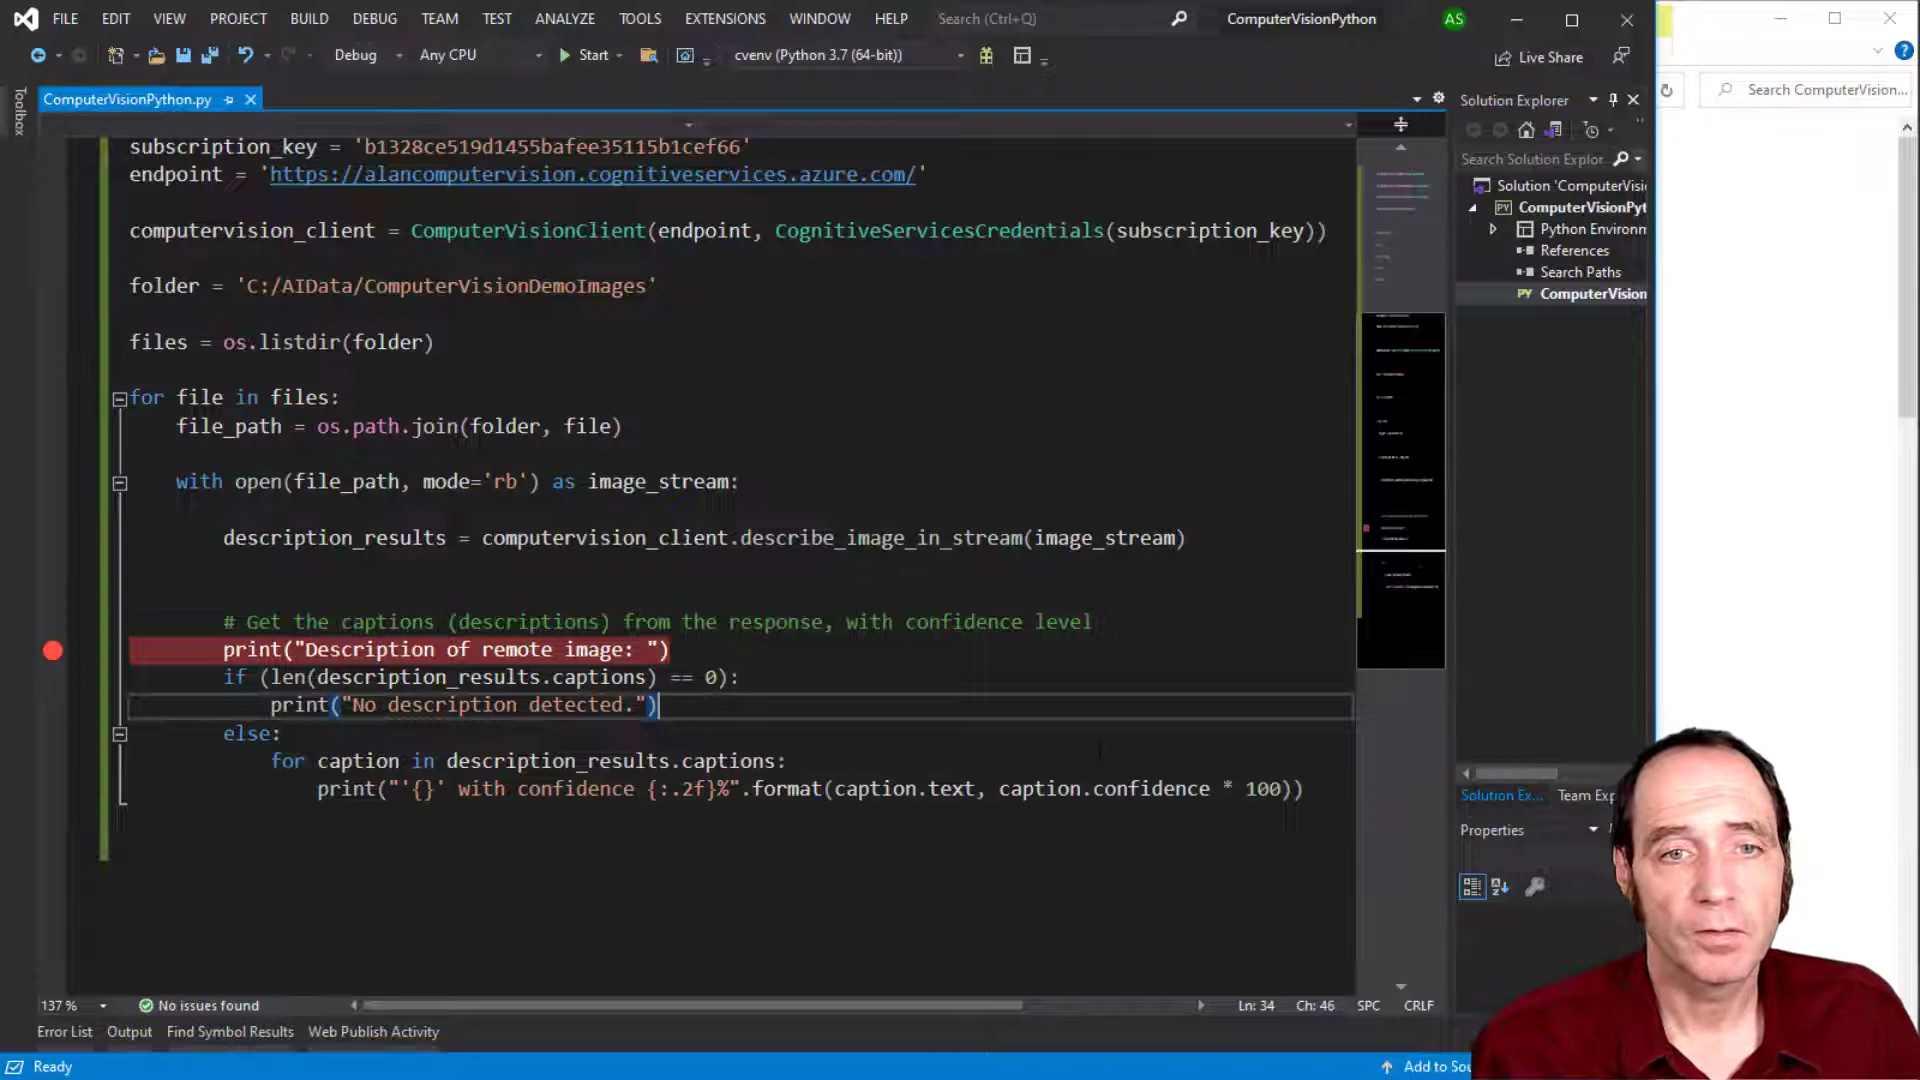 FILE EDIT VIEW PROJECT BUILD DEBUG TEAM TEST ANALYZE TOOLS EXTENSIONS WINDOW HELP Search (Ctrl+Q) ComputerVisionPython AS
Debug Any CPU Start cvenv (Python 3.7 (64-bit)) Live Share
Search ComputerVision...
Toolbox
ComputerVisionPython.py
subscription_key = 'b1328ce519d1455bafee35115b1cef66'
endpoint = 'https://alancomputervision.cognitiveservices.azure.com/'
computervision_client = ComputerVisionClient(endpoint, CognitiveServicesCredentials(subscription_key))
folder = 'C:/AIData/ComputerVisionDemoImages'
files = os.listdir(folder)
for file in files:
file_path = os.path.join(folder, file)
with open(file_path, mode='rb') as image_stream:
description_results = computervision_client.describe_image_in_stream(image_stream)
# Get the captions (descriptions) from the response, with confidence level
print("Description of remote image: ")
if (len(description_results.captions) == 0):
print("No description detected.")
else:
for caption in description_results.captions:
print("'{}' with confidence {:.2f}%".format(caption.text, caption.confidence * 100))
Solution Explorer
Search Solution Explor
Solution 'ComputerVisi
ComputerVisionPyt
Python Environm
References
Search Paths
ComputerVision
Solution Ex... Team Exp
Properties
137 % No issues found Ln: 34 Ch: 46 SPC CRLF
Error List Output Find Symbol Results Web Publish Activity
Ready Add to Sou